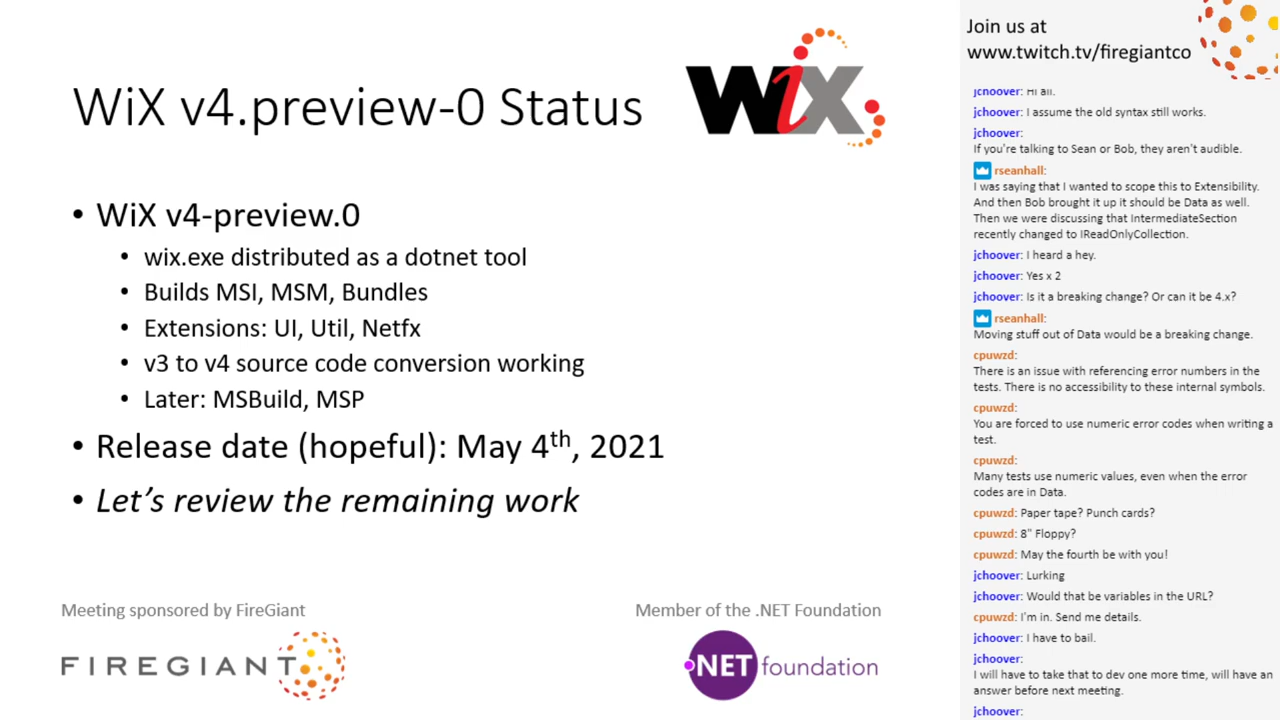 WiX v4.preview-0 Status
WiX
• WiX v4-preview.0
• wix.exe distributed as a dotnet tool
• Builds MSI, MSM, Bundles
• Extensions: UI, Util, Netfx
• v3 to v4 source code conversion working
• Later: MSBuild, MSP
• Release date (hopeful): May 4th, 2021
• Let's review the remaining work
Meeting sponsored by FireGiant
FIREGIANT
Member of the .NET Foundation
.NET foundation
Join us at
www.twitch.tv/firegiantco
jchoover: Hi all.
jchoover: I assume the old syntax still works.
jchoover:
If you're talking to Sean or Bob, they aren't audible.
rseanhall:
I was saying that I wanted to scope this to Extensibility.
And then Bob brought it up it should be Data as well.
Then we were discussing that IntermediateSection
recently changed to IReadOnlyCollection.
jchoover: I heard a hey.
jchoover: Yes x 2
jchoover: Is it a breaking change? Or can it be 4.x?
rseanhall:
Moving stuff out of Data would be a breaking change.
cpuwzd:
There is an issue with referencing error numbers in the
tests. There is no accessibility to these internal symbols.
cpuwzd:
You are forced to use numeric error codes when writing a
test.
cpuwzd:
Many tests use numeric values, even when the error
codes are in Data.
cpuwzd: Paper tape? Punch cards?
cpuwzd: 8" Floppy?
cpuwzd: May the fourth be with you!
jchoover: Lurking
jchoover: Would that be variables in the URL?
cpuwzd: I'm in. Send me details.
jchoover: I have to bail.
jchoover:
I will have to take that to dev one more time, will have an
answer before next meeting.
jchoover: